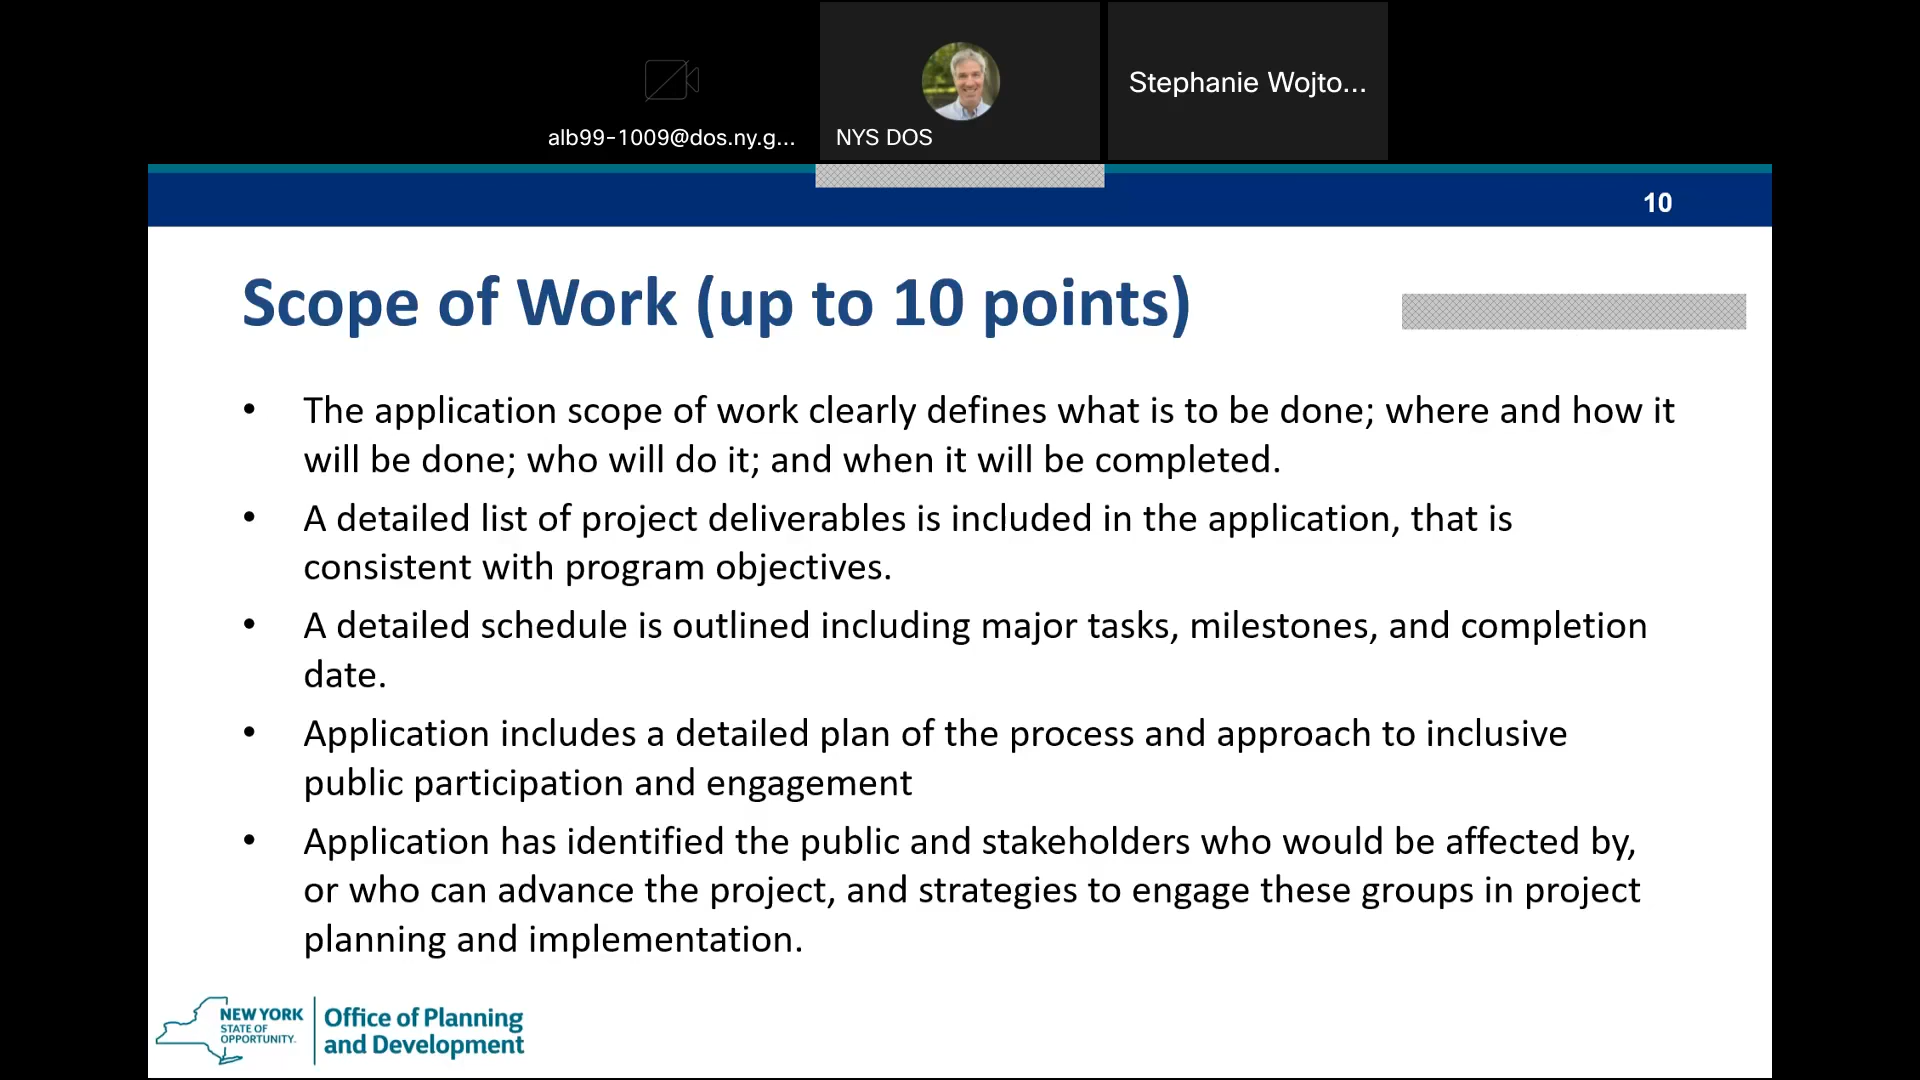 alb99-1009@dos.ny.g...
NYS DOS
Stephanie Wojto...
10
Scope of Work (up to 10 points)
• The application scope of work clearly defines what is to be done; where and how it
will be done; who will do it; and when it will be completed.
• A detailed list of project deliverables is included in the application, that is
consistent with program objectives.
• A detailed schedule is outlined including major tasks, milestones, and completion
date.
• Application includes a detailed plan of the process and approach to inclusive
public participation and engagement
• Application has identified the public and stakeholders who would be affected by,
or who can advance the project, and strategies to engage these groups in project
planning and implementation.
NEW YORK
STATE OF
OPPORTUNITY.
Office of Planning
and Development